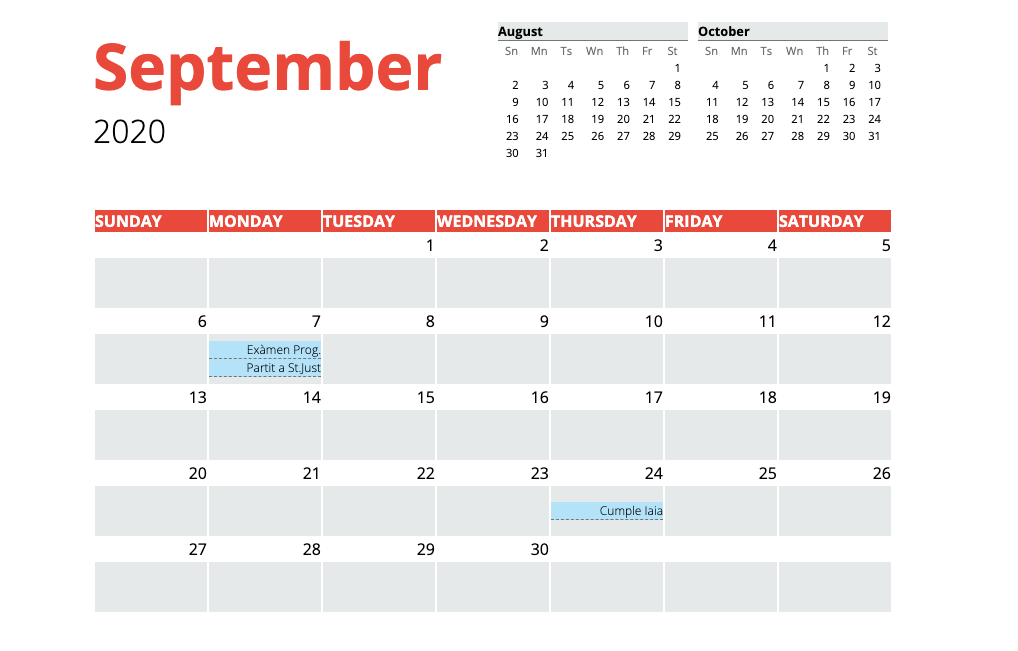 September
2020
August
Sn Mn Ts Wn Th Fr St
1
2 3 4 5 6 7 8
9 10 11 12 13 14 15
16 17 18 19 20 21 22
23 24 25 26 27 28 29
30 31
October
Sn Mn Ts Wn Th Fr St
1 2 3
4 5 6 7 8 9 10
11 12 13 14 15 16 17
18 19 20 21 22 23 24
25 26 27 28 29 30 31
SUNDAY MONDAY TUESDAY WEDNESDAY THURSDAY FRIDAY SATURDAY
1 2 3 4 5
6 7 8 9 10 11 12
Exàmen Prog.
Partit a St.Just
13 14 15 16 17 18 19
20 21 22 23 24 25 26
Cumple Iaia
27 28 29 30